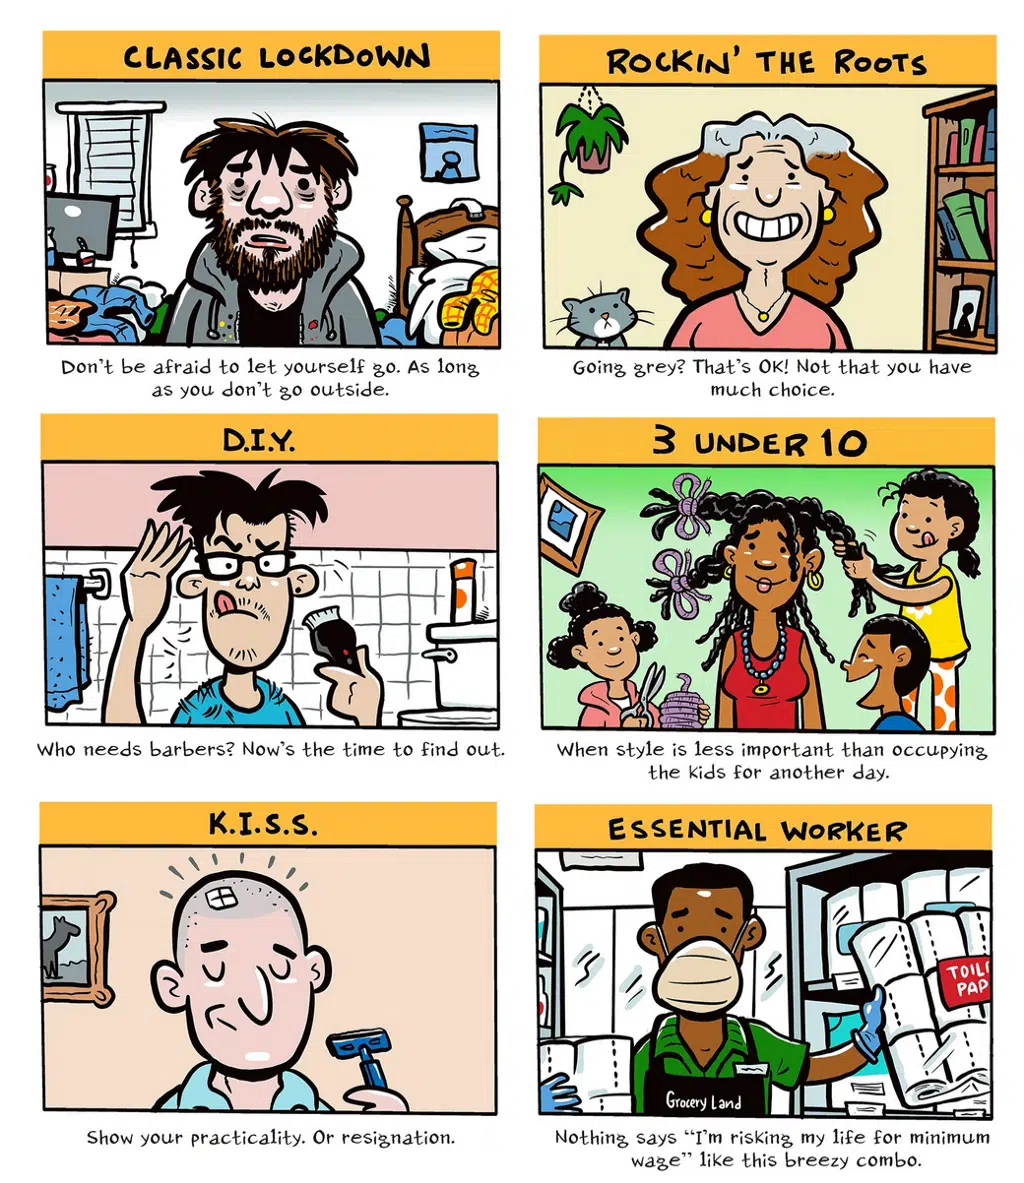 CLASSIC LOCKDOWN
Don't be afraid to let yourself go. As long
as you don't go outside.
ROCKIN' THE ROOTS
Going grey? That's OK! Not that you have
much choice.
D.I.Y.
Who needs barbers? Now's the time to find out.
3 UNDER 10
When style is less important than occupying
the kids for another day.
K.I.S.S.
Show your practicality. Or resignation.
ESSENTIAL WORKER
TOIL
PAP
Grocery Land
Nothing says “I'm risking my life for minimum
wage” like this breezy combo.